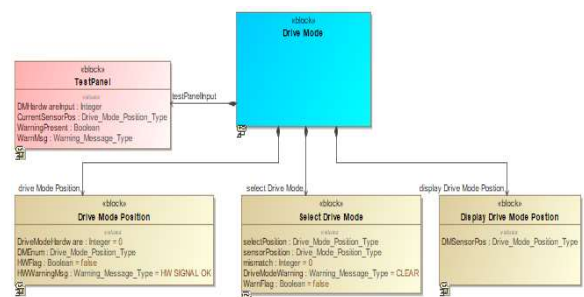 «block»
Drive Mode
«block»
TestPanel
values
DMHardwareInput : Integer
CurrentSensorPos : Drive_Mode_Position_Type
WarningPresent : Boolean
WarnMsg : Warning_Message_Type
testPanelInput
drive Mode Position
select Drive Mode
display Drive Mode Postion
«block»
Drive Mode Position
values
DriveModeHardware : Integer = 0
DMEnum : Drive_Mode_Position_Type
HWFlag : Boolean = false
HWWarningMsg : Warning_Message_Type = HW SIGNAL OK
«block»
Select Drive Mode
values
selectPosition : Drive_Mode_Position_Type
sensorPosition : Drive_Mode_Position_Type
mismatch : Integer = 0
DriveModeWarning : Warning_Message_Type = CLEAR
WarnFlag : Boolean = false
«block»
Display Drive Mode Postion
values
DMSensorPos : Drive_Mode_Position_Type